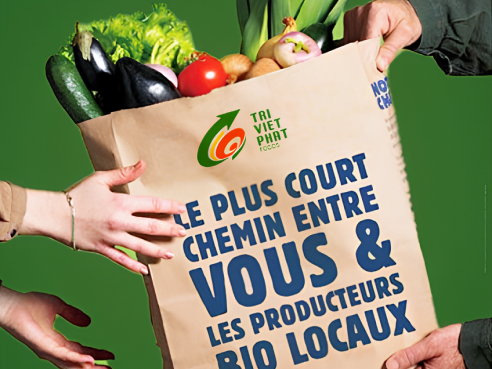 TAI
VIET
PHAT
FOODS
LE PLUS COURT
CHEMIN ENTRE
VOUS &
LES PRODUCTEURS
BIO LOCAUX